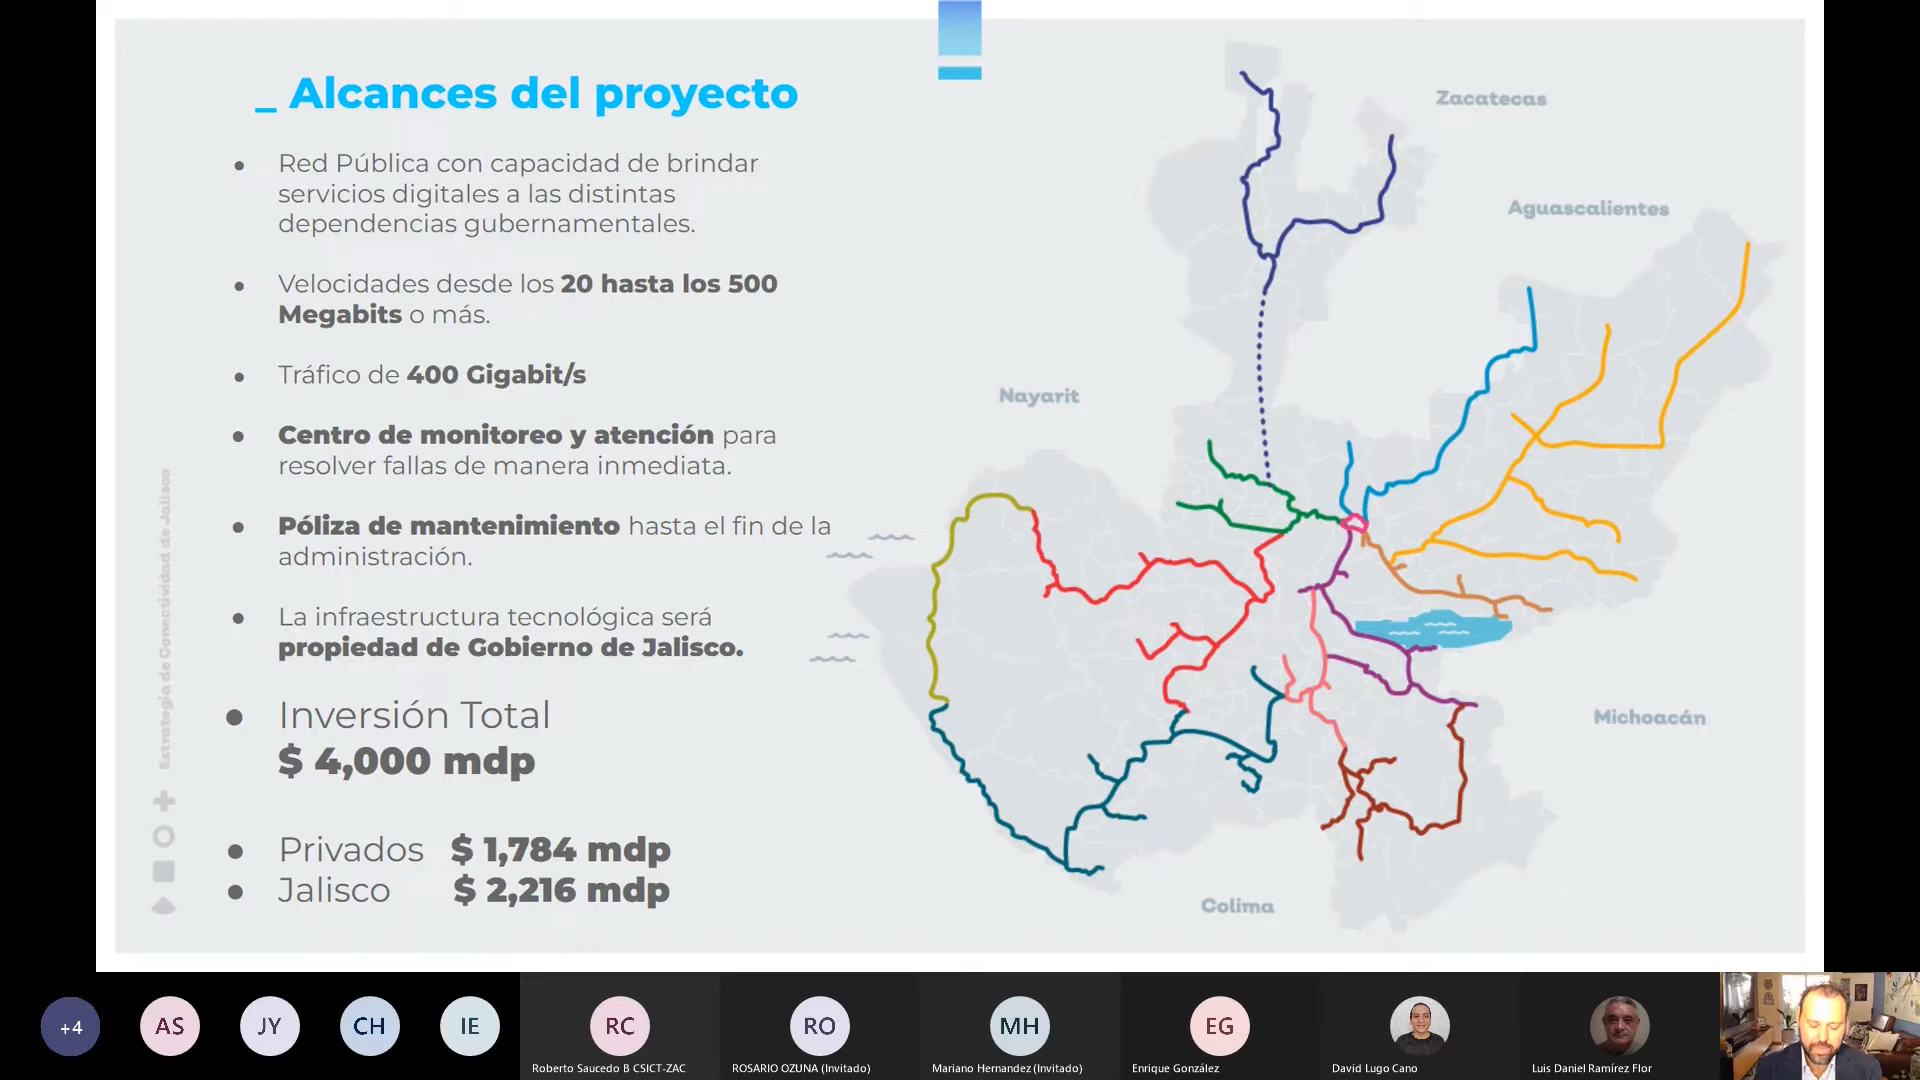 _ Alcances del proyecto
● Red Pública con capacidad de brindar
servicios digitales a las distintas
dependencias gubernamentales.
● Velocidades desde los 20 hasta los 500
Megabits o más.
● Tráfico de 400 Gigabit/s
● Centro de monitoreo y atención para
resolver fallas de manera inmediata.
● Póliza de mantenimiento hasta el fin de la
administración.
● La infraestructura tecnológica será
propiedad de Gobierno de Jalisco.
● Inversión Total
$ 4,000 mdp
● Privados $ 1,784 mdp
● Jalisco $ 2,216 mdp
Estrategia de Conectividad de Jalisco
Zacatecas
Aguascalientes
Nayarit
Michoacán
Colima
+4
AS
JY
CH
IE
RC
Roberto Saucedo B CSICT-ZAC
RO
ROSARIO OZUNA (Invitado)
MH
Mariano Hernandez (Invitado)
EG
Enrique González
David Lugo Cano
Luis Daniel Ramírez Flor